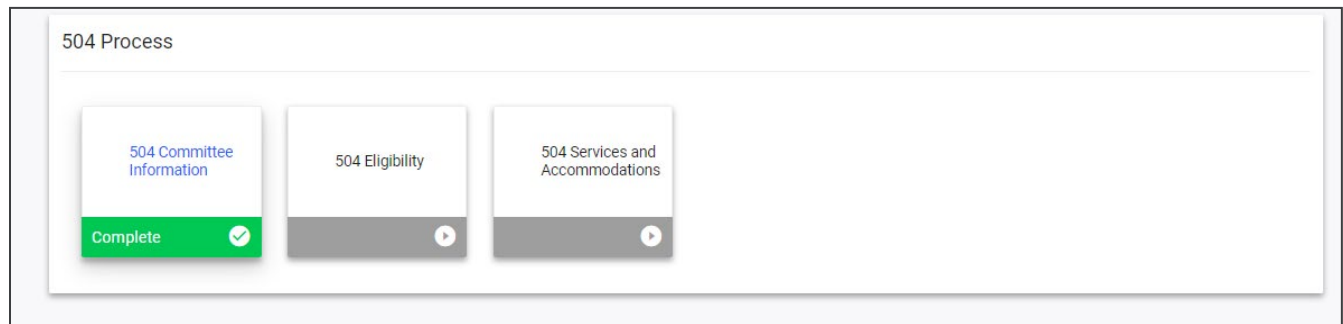 504 Process
504 Committee
Information
504 Eligibility
504 Services and
Accommodations
Complete